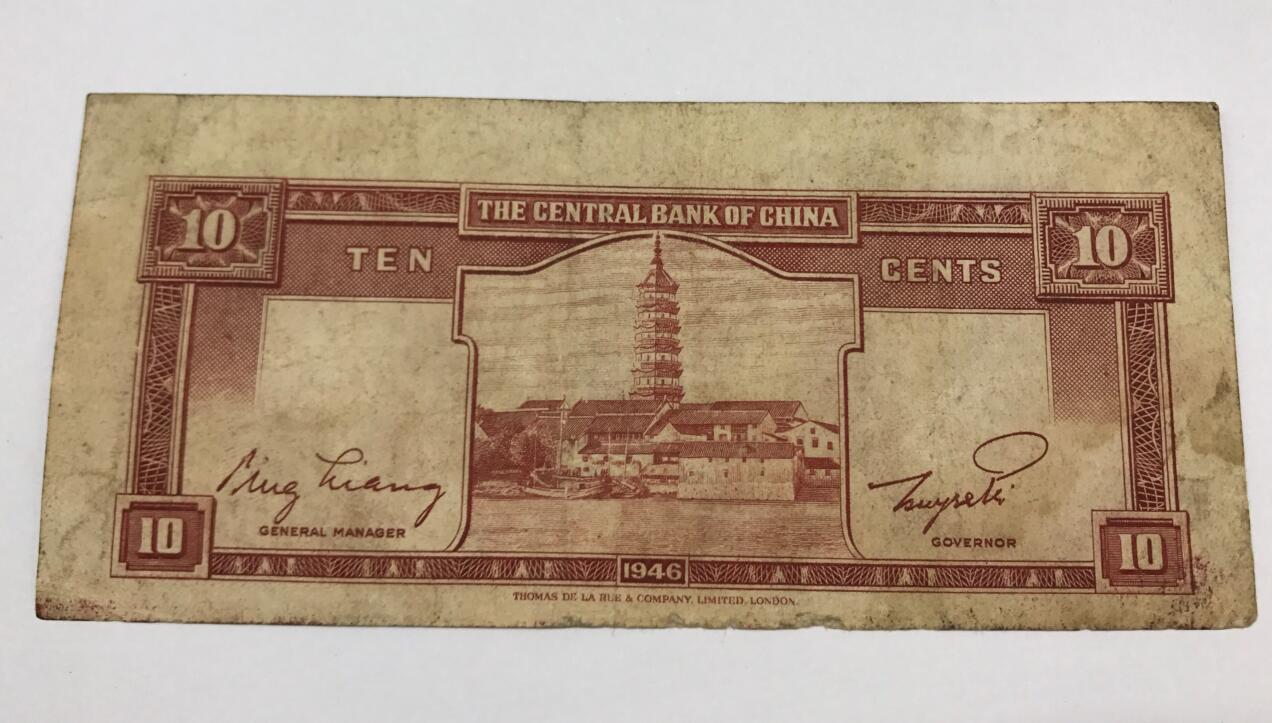 THE CENTRAL BANK OF CHINA
10 10
TEN CENTS
GENERAL MANAGER GOVERNOR
10 1946 10
THOMAS DE LA RUE & COMPANY, LIMITED, LONDON.